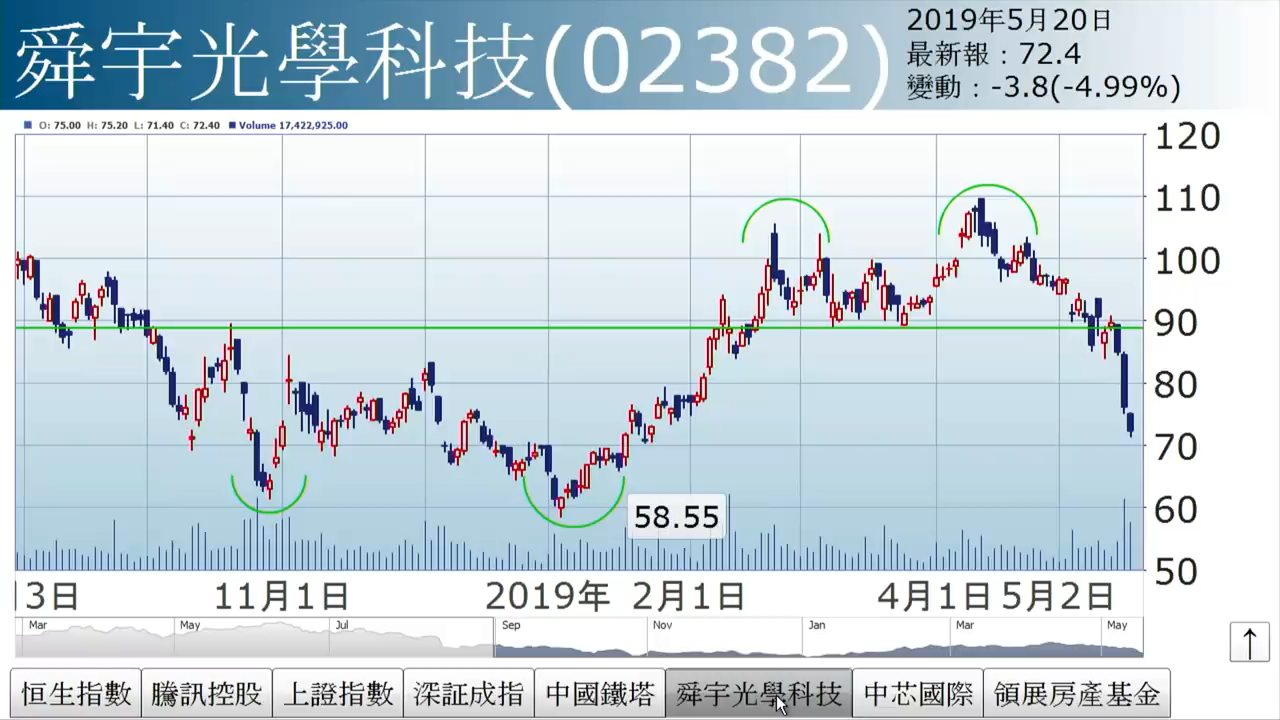 舜宇光學科技(02382)
2019年5月20日
最新報：72.4
變動：-3.8(-4.99%)
O: 75.00 H: 75.20 L: 71.40 C: 72.40 Volume 17,422,925.00
120
110
100
90
80
70
60
50
58.55
3日 11月1日 2019年 2月1日 4月1日 5月2日
Mar May Jul Sep Nov Jan Mar May
↑
恒生指數 騰訊控股 上證指數 深証成指 中國鐵塔 舜宇光學科技 中芯國際 領展房產基金